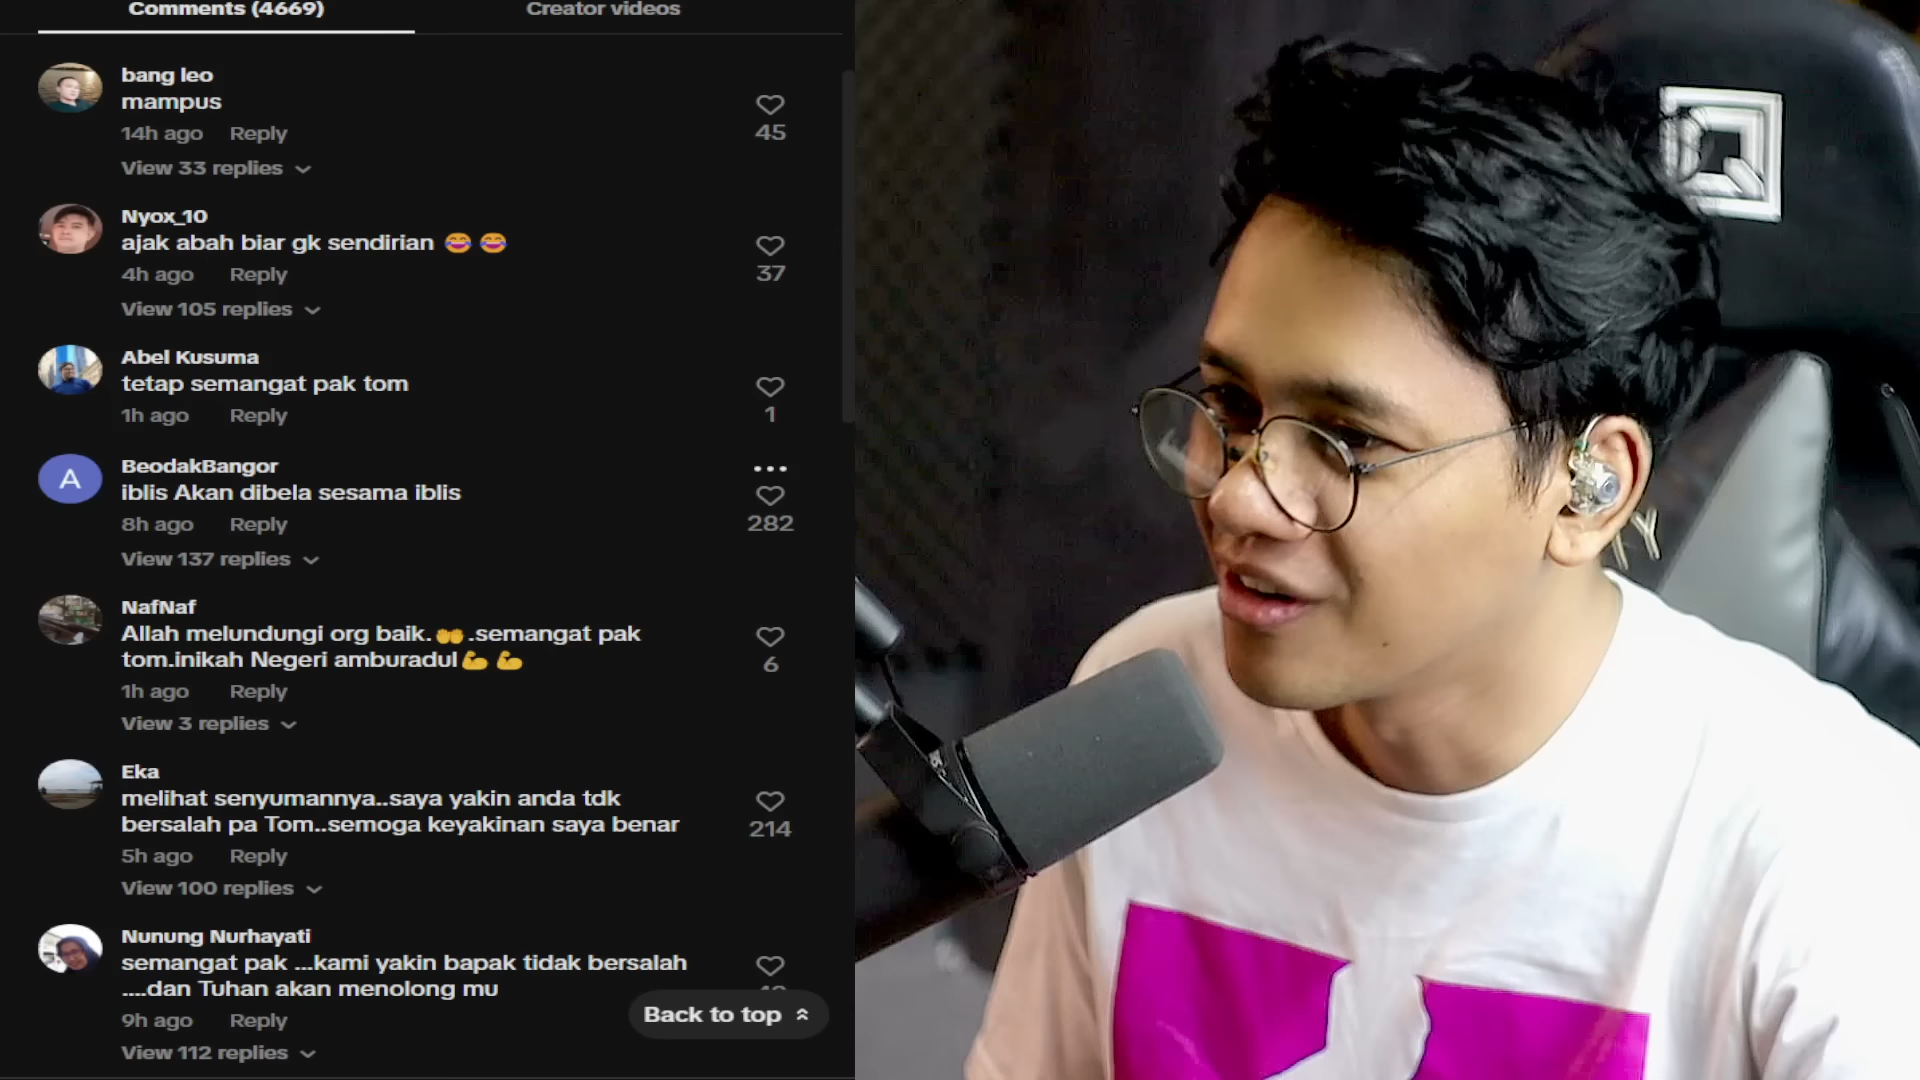 Comments (4669)
Creator videos
bang leo
mampus
14h ago Reply
45
View 33 replies
Nyox_10
ajak abah biar gk sendirian 😂 😂
4h ago Reply
37
View 105 replies
Abel Kusuma
tetap semangat pak tom
1h ago Reply
1
A
BeodakBangor
iblis Akan dibela sesama iblis
8h ago Reply
282
View 137 replies
NafNaf
Allah melundungi org baik.👐.semangat pak
tom.inikah Negeri amburadul💪 💪
1h ago Reply
6
View 3 replies
Eka
melihat senyumannya..saya yakin anda tdk
bersalah pa Tom..semoga keyakinan saya benar
5h ago Reply
214
View 100 replies
Nunung Nurhayati
semangat pak ...kami yakin bapak tidak bersalah
....dan Tuhan akan menolong mu
9h ago Reply
Back to top
View 112 replies